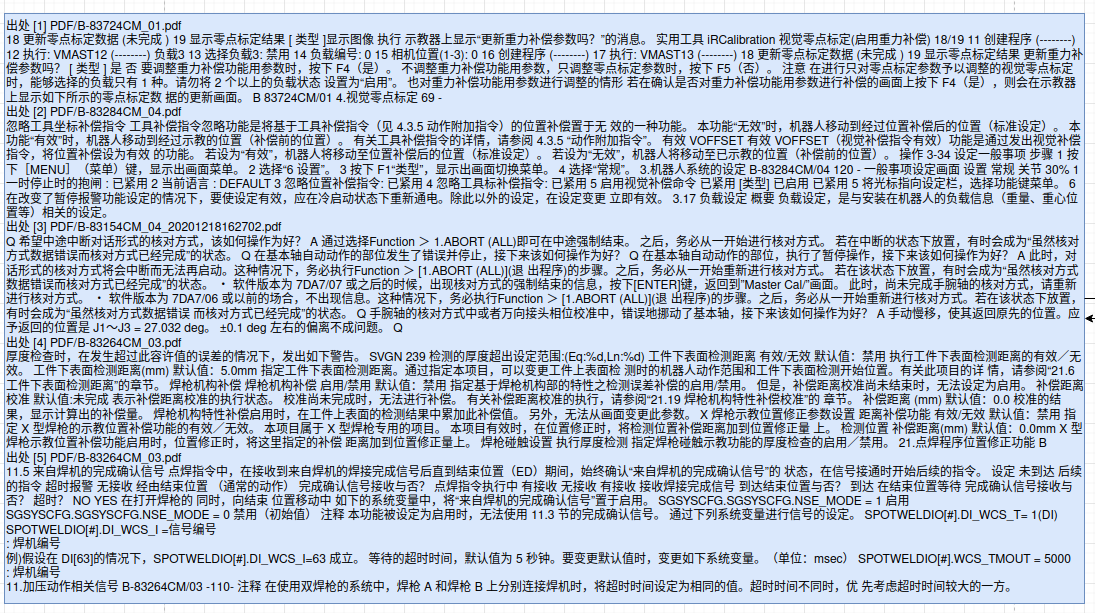 出处 [1] PDF/B-83724CM_01.pdf
18 更新零点标定数据 (未完成 ) 19 显示零点标定结果 [ 类型 ]显示图像 执行 示教器上显示“更新重力补偿参数吗？”的消息。 实用工具 iRCalibration 视觉零点标定(启用重力补偿) 18/19 11 创建程序 (--------)
12 执行: VMAST12 (--------) 负载3 13 选择负载3: 禁用 14 负载编号: 0 15 相机位置(1-3): 0 16 创建程序 (--------) 17 执行: VMAST13 (--------) 18 更新零点标定数据 (未完成 ) 19 显示零点标定结果 更新重力补
偿参数吗？ [ 类型 ] 是 否 要调整重力补偿功能用参数时，按下 F4（是）。 不调整重力补偿功能用参数，只调整零点标定参数时，按下 F5（否）。 注意 在进行只对零点标定参数予以调整的视觉零点标定
时，能够选择的负载只有 1 种。请勿将 2 个以上的负载状态 设置为“启用”。 也对重力补偿功能用参数进行调整的情形 若在确认是否对重力补偿功能用参数进行补偿的画面上按下 F4（是），则会在示教器
上显示如下所示的零点标定数 据的更新画面。 B 83724CM/01 4.视觉零点标定 69 -
出处 [2] PDF/B-83284CM_04.pdf
忽略工具坐标补偿指令 工具补偿指令忽略功能是将基于工具补偿指令（见 4.3.5 动作附加指令）的位置补偿置于无 效的一种功能。 本功能“无效”时，机器人移动到经过位置补偿后的位置（标准设定）。 本
功能“有效”时，机器人移动到经过示教的位置（补偿前的位置）。 有关工具补偿指令的详情，请参阅 4.3.5 “动作附加指令”。 有效 VOFFSET 有效 VOFFSET（视觉补偿指令有效）功能是通过发出视觉补偿
指令，将位置补偿设为有效 的功能。 若设为“有效”，机器人将移动至位置补偿后的位置（标准设定）。 若设为“无效”，机器人将移动至已示教的位置（补偿前的位置）。 操作 3-34 设定一般事项 步骤 1 按
下［MENU］（菜单）键，显示出画面菜单。 2 选择“6 设置”。 3 按下 F1“类型”，显示出画面切换菜单。 4 选择“常规”。 3.机器人系统的设定 B-83284CM/04 120 - 一般事项设定画面 设置 常规 关节 30% 1
一时停止时的抱闸 : 已紧用 2 当前语言 : DEFAULT 3 忽略位置补偿指令: 已紧用 4 忽略工具标补偿指令: 已紧用 5 启用视觉补偿命令 已紧用 [类型] 已启用 已紧用 5 将光标指向设定栏，选择功能键菜单。 6
在改变了暂停报警功能设定的情况下，要使设定有效，应在冷启动状态下重新通电。除此以外的设定，在设定变更 立即有效。 3.17 负载设定 概要 负载设定，是与安装在机器人的负载信息（重量、重心位
置等）相关的设定。
出处 [3] PDF/B-83154CM_04_20201218162702.pdf
Q 希望中途中断对话形式的核对方式，该如何操作为好？ A 通过选择Function ＞ 1.ABORT (ALL)即可在中途强制结束。 之后，务必从一开始进行核对方式。 若在中断的状态下放置，有时会成为“虽然核对
方式数据错误而核对方式已经完成”的状态。 Q 在基本轴自动动作的部位发生了错误并停止，接下来该如何操作为好？ Q 在基本轴自动动作的部位，执行了暂停操作，接下来该如何操作为好？ A 此时，对
话形式的核对方式将会中断而无法再启动。这种情况下，务必执行Function ＞ [1.ABORT (ALL)](退 出程序)的步骤。之后，务必从一开始重新进行核对方式。 若在该状态下放置，有时会成为“虽然核对方式
数据错误而核对方式已经完成”的状态。 ・ 软件版本为 7DA7/07 或之后的时候，出现核对方式的强制结束的信息，按下[ENTER]键，返回到”Master Cal/”画面。 此时，尚未完成手腕轴的核对方式，请重新
进行核对方式。 ・ 软件版本为 7DA7/06 或以前的场合，不出现信息。这种情况下，务必执行Function ＞ [1.ABORT (ALL)](退 出程序)的步骤。之后，务必从一开始重新进行核对方式。若在该状态下放置，
有时会成为“虽然核对方式数据错误 而核对方式已经完成”的状态。 Q 手腕轴的核对方式中或者万向接头相位校准中，错误地挪动了基本轴，接下来该如何操作为好？ A 手动慢移，使其返回原先的位置。应
予返回的位置是 J1～J3 = 27.032 deg。 ±0.1 deg 左右的偏离不成问题。 Q
出处 [4] PDF/B-83264CM_03.pdf
厚度检查时，在发生超过此容许值的误差的情况下，发出如下警告。 SVGN 239 检测的厚度超出设定范围:(Eq:%d,Ln:%d) 工件下表面检测距离 有效/无效 默认值：禁用 执行工件下表面检测距离的有效／无
效。 工件下表面检测距离(mm) 默认值：5.0mm 指定工件下表面检测距离。通过指定本项目，可以变更工件上表面检 测时的机器人动作范围和工件下表面检测开始位置。有关此项目的详 情，请参阅“21.6
工件下表面检测距离”的章节。 焊枪机构补偿 焊枪机构补偿 启用/禁用 默认值：禁用 指定基于焊枪机构部的特性之检测误差补偿的启用/禁用。 但是，补偿距离校准尚未结束时，无法设定为启用。 补偿距离
校准 默认值:未完成 表示补偿距离校准的执行状态。 校准尚未完成时，无法进行补偿。 有关补偿距离校准的执行，请参阅“21.19 焊枪机构特性补偿校准”的 章节。 补偿距离 (mm) 默认值：0.0 校准的结
果，显示计算出的补偿量。 焊枪机构特性补偿启用时，在工件上表面的检测结果中累加此补偿值。 另外，无法从画面变更此参数。 X 焊枪示教位置修正参数设置 距离补偿功能 有效/无效 默认值：禁用 指
定 X 型焊枪的示教位置补偿功能的有效／无效。 本项目属于 X 型焊枪专用的项目。 本项目有效时，在位置修正时，将检测位置补偿距离加到位置修正量 上。 检测位置 补偿距离(mm) 默认值：0.0mm X 型
焊枪示教位置补偿功能启用时，位置修正时，将这里指定的补偿 距离加到位置修正量上。 焊枪碰触设置 执行厚度检测 指定焊枪碰触示教功能的厚度检查的启用／禁用。 21.点焊程序位置修正功能 B
出处 [5] PDF/B-83264CM_03.pdf
11.5 来自焊机的完成确认信号 点焊指令中，在接收到来自焊机的焊接完成信号后直到结束位置（ED）期间，始终确认“来自焊机的完成确认信号”的 状态，在信号接通时开始后续的指令。 设定 未到达 后续
的指令 超时报警 无接收 经由结束位置 （通常的动作） 完成确认信号接收与否？ 点焊指令执行中 有接收 无接收 有接收 接收焊接完成信号 到达结束位置与否？ 到达 在结束位置等待 完成确认信号接收与
否？ 超时？ NO YES 在打开焊枪的 同时，向结束 位置移动中 如下的系统变量中，将“来自焊机的完成确认信号”置于启用。 SGSYSCFG.SGSYSCFG.NSE_MODE = 1 启用
SGSYSCFG.SGSYSCFG.NSE_MODE = 0 禁用（初始值） 注释 本功能被设定为启用时，无法使用 11.3 节的完成确认信号。 通过下列系统变量进行信号的设定。 SPOTWELDIO[#].DI_WCS_T= 1(DI)
SPOTWELDIO[#].DI_WCS_I =信号编号
: 焊机编号
例)假设在 DI[63]的情况下，SPOTWELDIO[#].DI_WCS_I=63 成立。 等待的超时时间，默认值为 5 秒钟。要变更默认值时，变更如下系统变量。（单位：msec） SPOTWELDIO[#].WCS_TMOUT = 5000
: 焊机编号
11.加压动作相关信号 B-83264CM/03 -110- 注释 在使用双焊枪的系统中，焊枪 A 和焊枪 B 上分别连接焊机时，将超时时间设定为相同的值。超时时间不同时，优 先考虑超时时间较大的一方。